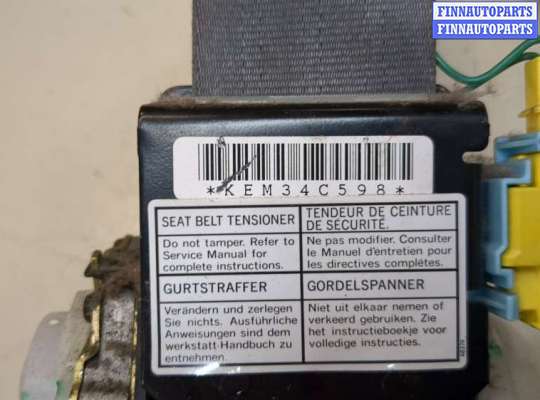 FINNAUTOPARTS
FINNAUTOPARTS
*KEM34C598*
SEAT BELT TENSIONER
Do not tamper. Refer to
Service Manual for
complete instructions.
TENDEUR DE CEINTURE
DE SÉCURITÉ.
Ne pas modifier. Consulter
le Manuel d'entretien pour
les directives complètes.
GURTSTRAFFER
Verändern und zerlegen
Sie nichts. Ausführliche
Anweisungen sind dem
werkstatt-Handbuch zu
entnehmen.
GORDELSPANNER
Niet uit elkaar nemen of
verkeerd gebruiken. Zie
het instructieboekje voor
volledige instructies.